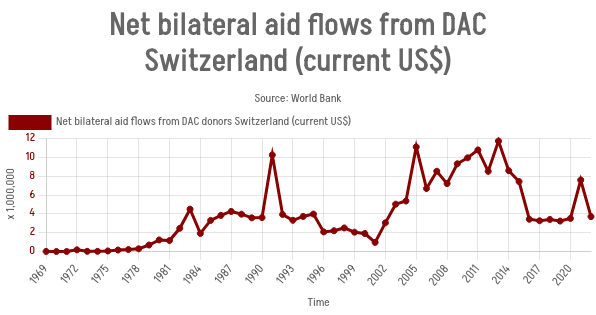 Net bilateral aid flows from DAC
Switzerland (current US$)
Source: World Bank
Net bilateral aid flows from DAC donors Switzerland (current US$)
x 1,000,000
12
10
8
6
4
2
0
1969 1972 1975 1978 1981 1984 1987 1990 1993 1996 1999 2002 2005 2008 2011 2014 2017 2020
Time